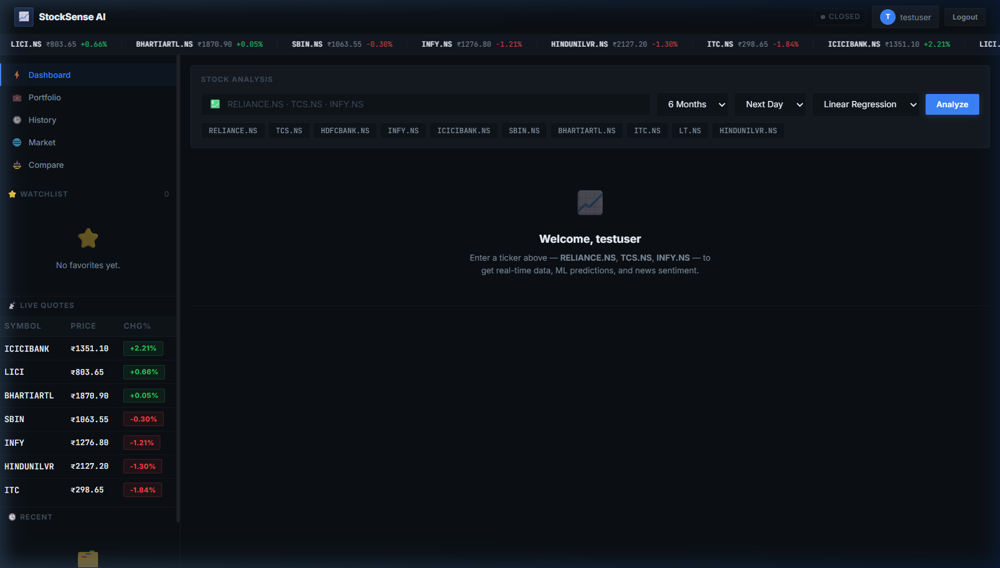 StockSense AI
CLOSED
T testuser
Logout
LICI.NS ₹803.65 +0.66% BHARTIARTL.NS ₹1870.90 +0.05% SBIN.NS ₹1063.55 -0.30% INFY.NS ₹1276.80 -1.21% HINDUNILVR.NS ₹2127.20 -1.30% ITC.NS ₹298.65 -1.84% ICICIBANK.NS ₹1351.10 +2.21% LICI.
Dashboard
Portfolio
History
Market
Compare
WATCHLIST 0
No favorites yet.
LIVE QUOTES
SYMBOL PRICE CHG%
ICICIBANK ₹1351.10 +2.21%
LICI ₹803.65 +0.66%
BHARTIARTL ₹1870.90 +0.05%
SBIN ₹1063.55 -0.30%
INFY ₹1276.80 -1.21%
HINDUNILVR ₹2127.20 -1.30%
ITC ₹298.65 -1.84%
RECENT
STOCK ANALYSIS
RELIANCE.NS · TCS.NS · INFY.NS 6 Months Next Day Linear Regression Analyze
RELIANCE.NS TCS.NS HDFCBANK.NS INFY.NS ICICIBANK.NS SBIN.NS BHARTIARTL.NS ITC.NS LT.NS HINDUNILVR.NS
Welcome, testuser
Enter a ticker above — RELIANCE.NS, TCS.NS, INFY.NS — to
get real-time data, ML predictions, and news sentiment.